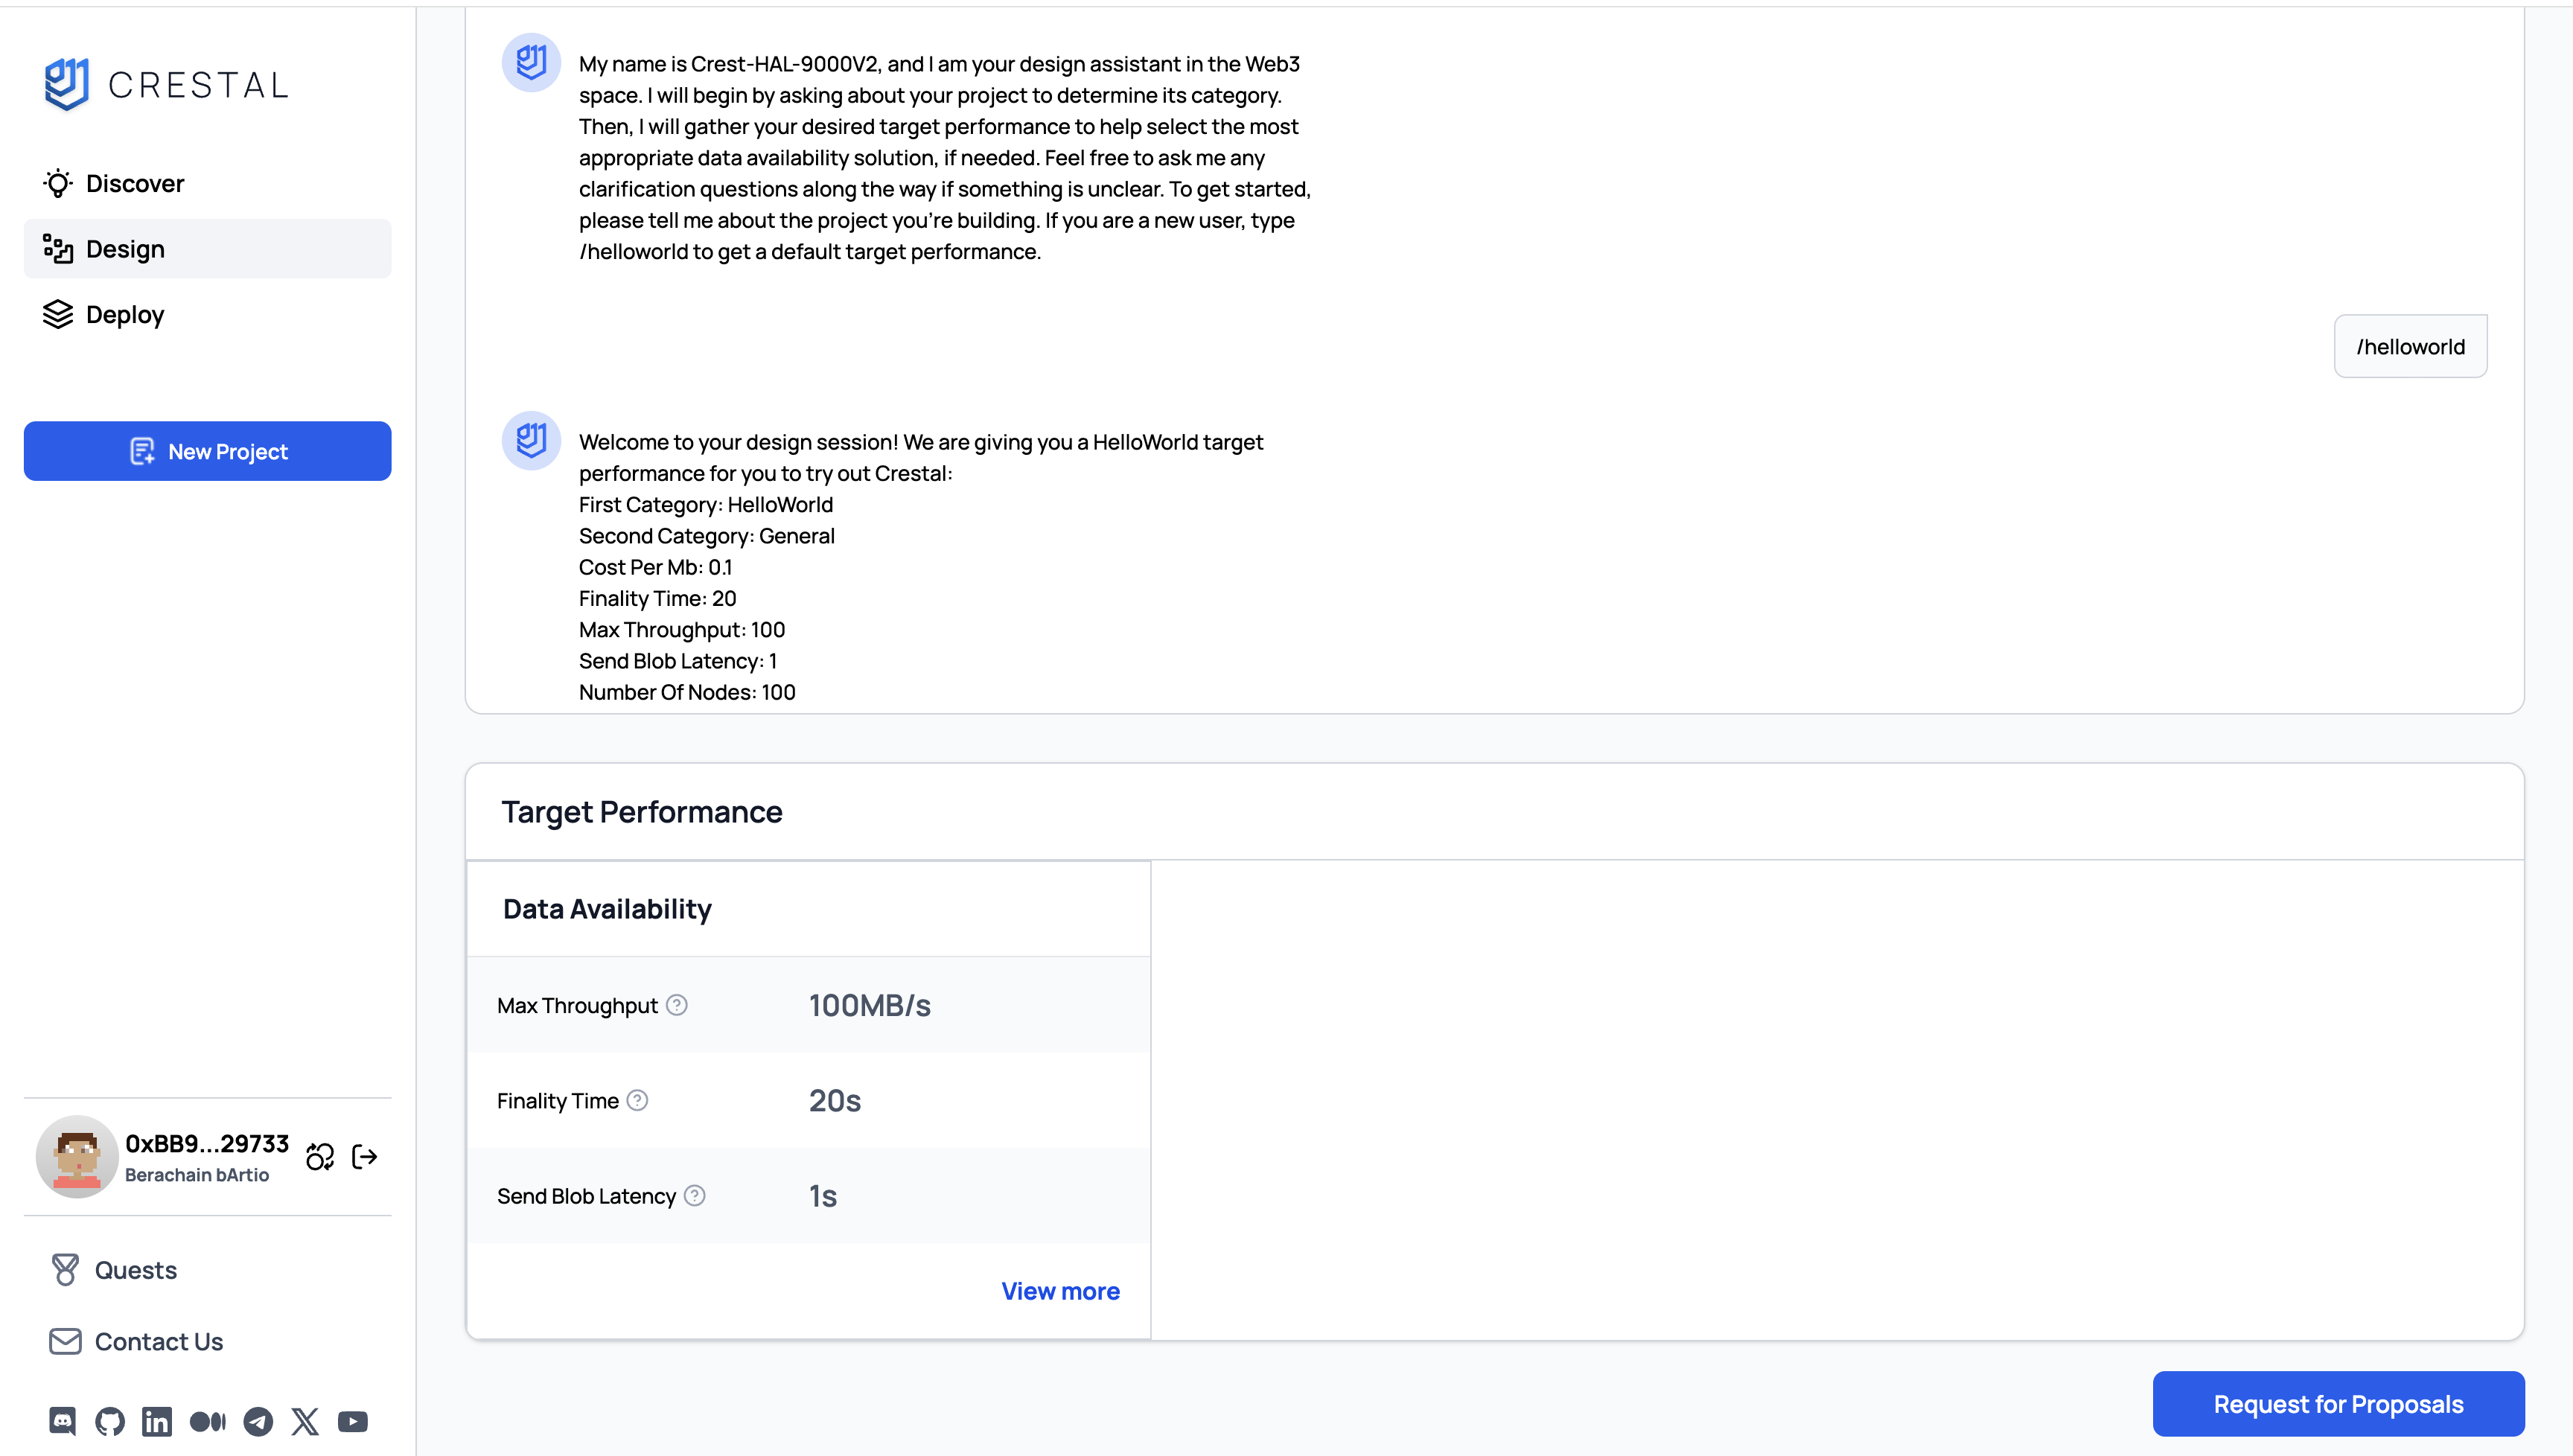 CRESTAL
Discover
Design
Deploy
New Project
0xBB9...29733
Berachain bArtio
Quests
Contact Us
My name is Crest-HAL-9000V2, and I am your design assistant in the Web3
space. I will begin by asking about your project to determine its category.
Then, I will gather your desired target performance to help select the most
appropriate data availability solution, if needed. Feel free to ask me any
clarification questions along the way if something is unclear. To get started,
please tell me about the project you're building. If you are a new user, type
/helloworld to get a default target performance.
/helloworld
Welcome to your design session! We are giving you a HelloWorld target
performance for you to try out Crestal:
First Category: HelloWorld
Second Category: General
Cost Per Mb: 0.1
Finality Time: 20
Max Throughput: 100
Send Blob Latency: 1
Number Of Nodes: 100
Target Performance
Data Availability
Max Throughput 100MB/s
Finality Time 20s
Send Blob Latency 1s
View more
Request for Proposals